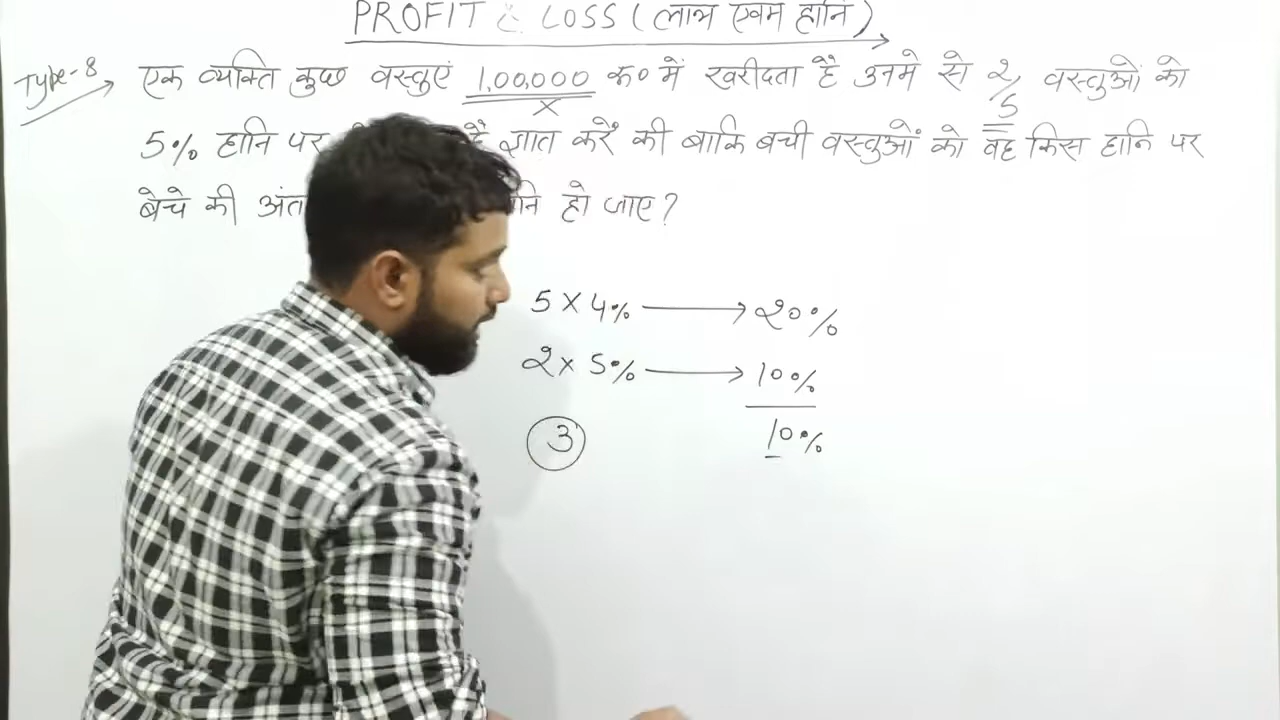 PROFIT & LOSS (लाभ एवम हानि)
Type-8 एक व्यक्ति कुछ वस्तुएं 1,00,000 रु० में खरीदता है उनमे से 2/5 वस्तुओं को
x
5% हानि पर है ज्ञात करें की बाकि बची वस्तुओं को वह किस हानि पर
बेचे की हो जाए ?
5 x 4% → 20%
2 x 5% → 10%
3 10%